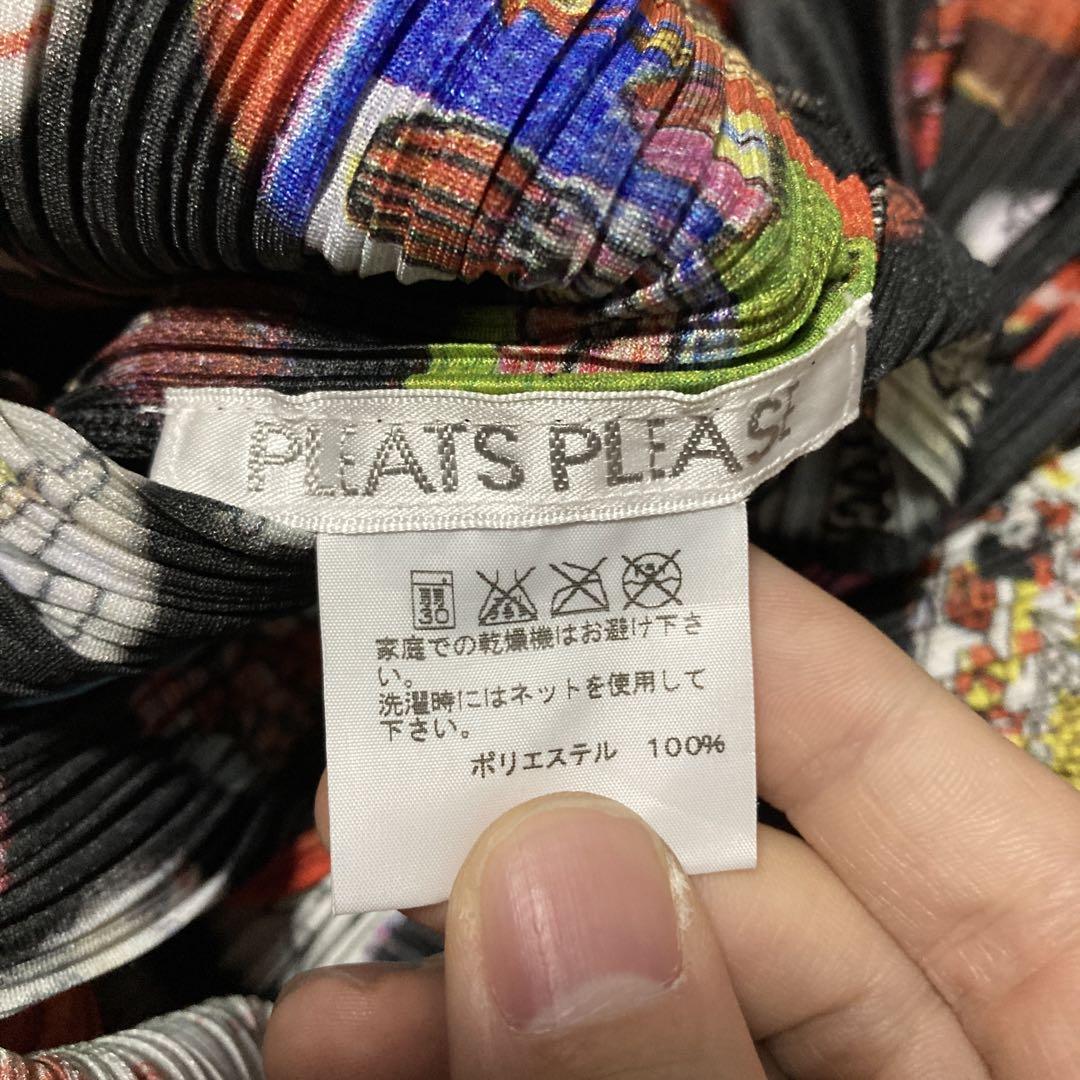 PLEATS PLEASE
弱 30
家庭での乾燥機はお避け下さ
い。
洗濯時にはネットを使用して
下さい。
ポリエステル 100%